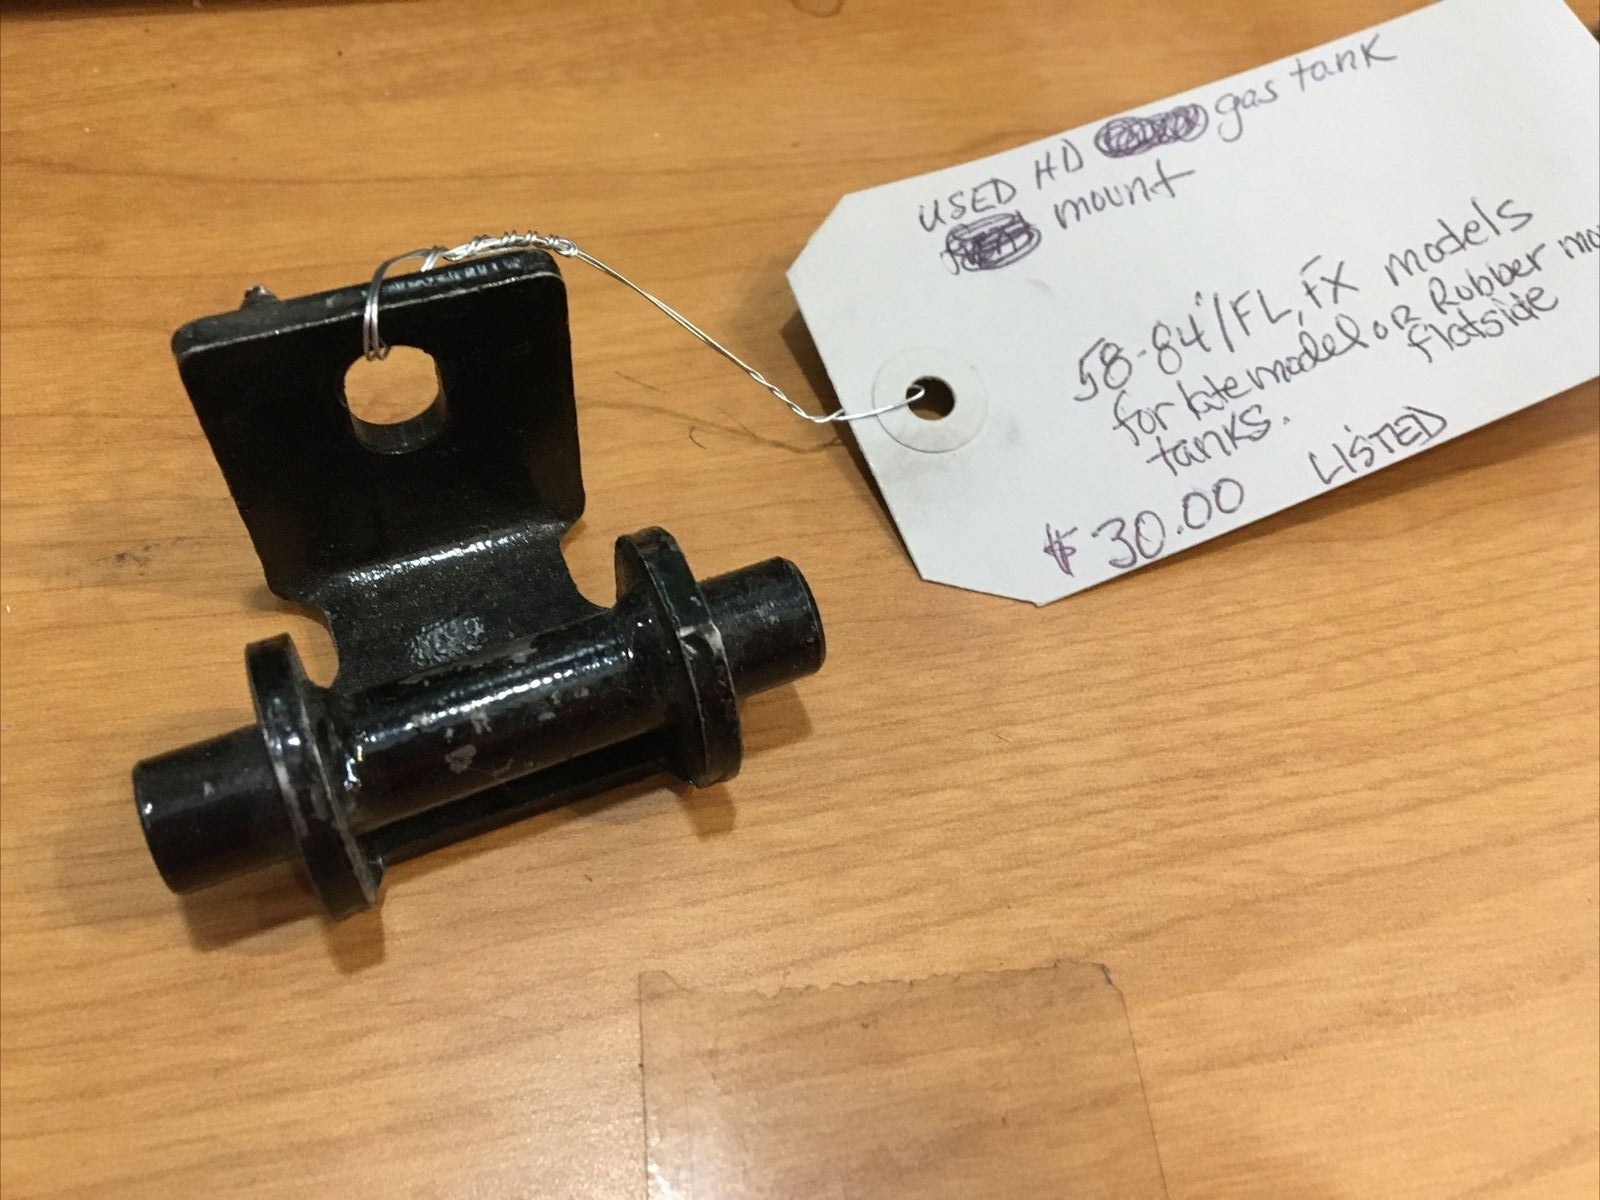 USED HD gas tank
mount
58-84'/FL, FX models
for late model or Rubber mo
flatside
tanks.
$30.00 LISTED